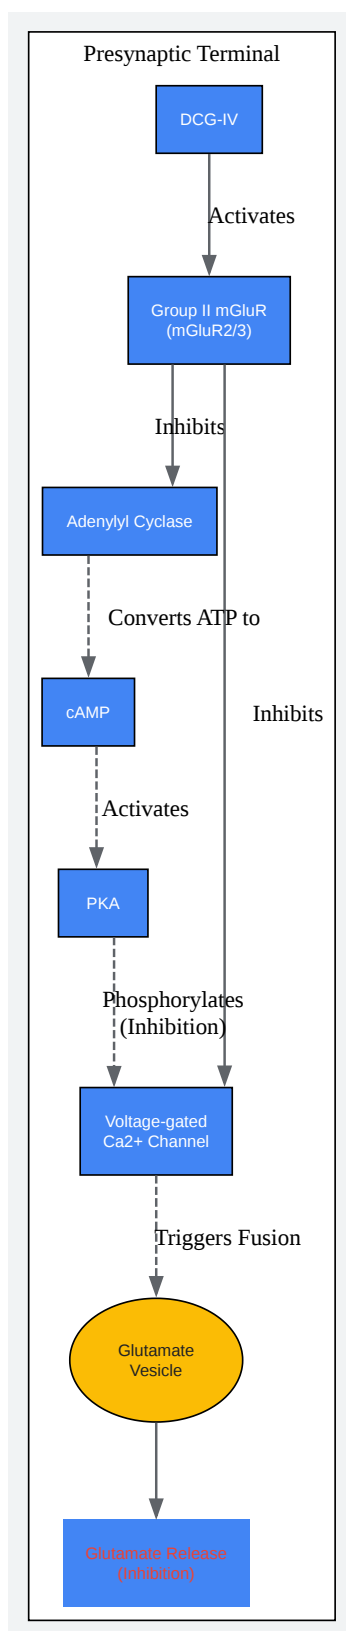 Presynaptic Terminal
DCG-IV
Activates
Group II mGluR
(mGluR2/3)
Inhibits
Adenylyl Cyclase
Converts ATP to
cAMP
Inhibits
Activates
PKA
Phosphorylates
(Inhibition)
Voltage-gated
Ca2+ Channel
Triggers Fusion
Glutamate
Vesicle
Glutamate Release
(Inhibition)